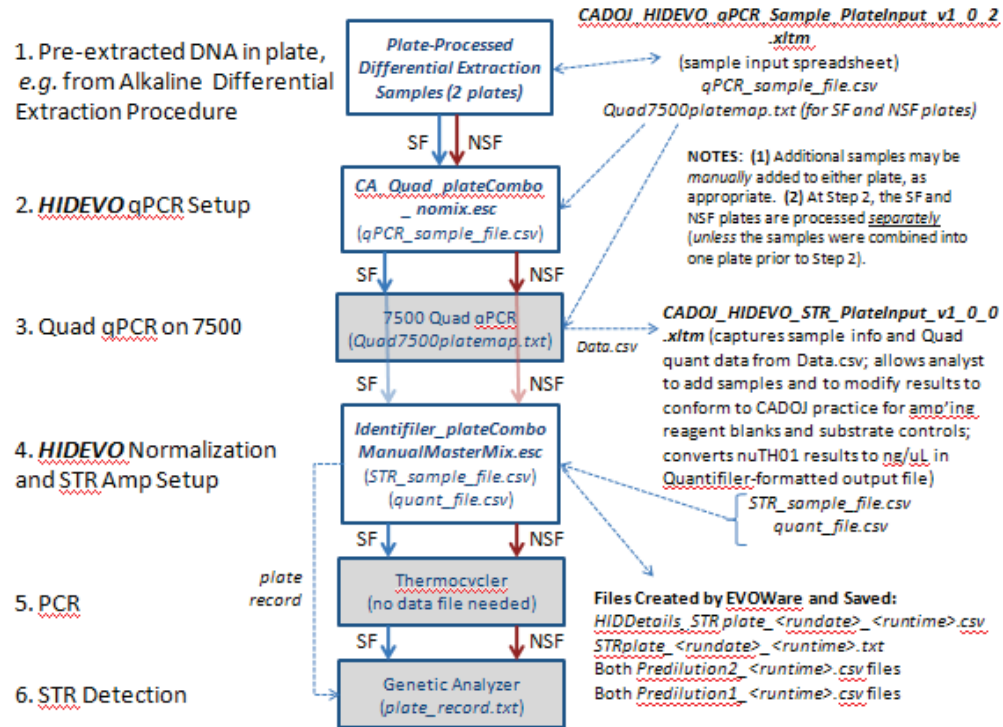 1. Pre-extracted DNA in plate,
e.g. from Alkaline Differential
Extraction Procedure
Plate-Processed
Differential Extraction
Samples (2 plates)
CADOJ_HIDEVO_qPCR_Sample_PlateInput_v1_0_2
.xltm
(sample input spreadsheet)
qPCR_sample_file.csv
Quad7500platemap.txt (for SF and NSF plates)
SF
NSF
NOTES: (1) Additional samples may be
manually added to either plate, as
appropriate. (2) At Step 2, the SF and
NSF plates are processed separately
(unless the samples were combined into
one plate prior to Step 2).
2. HIDEVO qPCR Setup
CA_Quad_plateCombo
_nomix.esc
(qPCR_sample_file.csv)
SF
NSF
3. Quad qPCR on 7500
7500 Quad qPCR
(Quad7500platemap.txt)
Data.csv
CADOJ_HIDEVO_STR_PlateInput_v1_0_0
.xltm (captures sample info and Quad
quant data from Data.csv; allows analyst
to add samples and to modify results to
conform to CADOJ practice for amp'ing
reagent blanks and substrate controls;
converts nuTH01 results to ng/uL in
Quantifiler-formatted output file)
STR_sample_file.csv
quant_file.csv
SF
NSF
4. HIDEVO Normalization
and STR Amp Setup
Identifiler_plateCombo
ManualMasterMix.esc
(STR_sample_file.csv)
(quant_file.csv)
SF
NSF
plate
record
5. PCR
Thermocycler
(no data file needed)
Files Created by EVOWare and Saved:
HIDDetails_STR plate_<rundate>_<runtime>.csv
STRplate_<rundate>_<runtime>.txt
Both Predilution2_<runtime>.csv files
Both Predilution1_<runtime>.csv files
SF
NSF
6. STR Detection
Genetic Analyzer
(plate_record.txt)